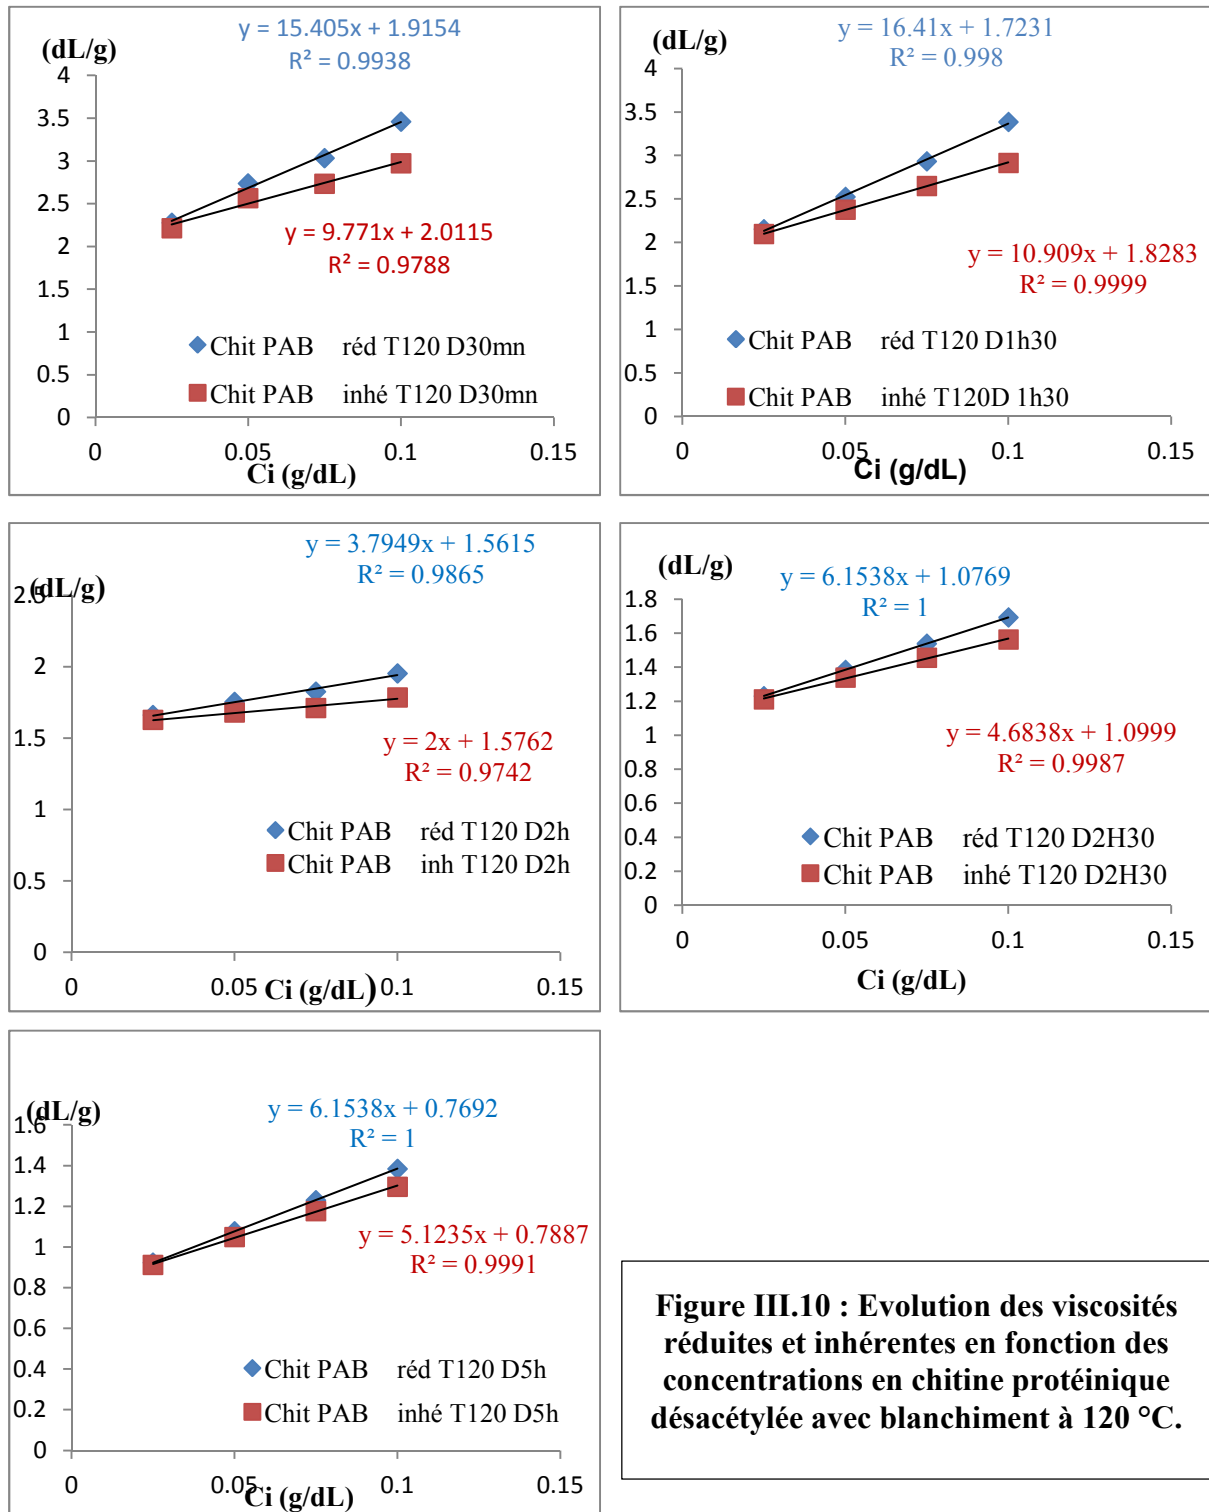 (dL/g)
y = 15.405x + 1.9154
R² = 0.9938
4
3.5
3
2.5
2
1.5
1
0.5
0
y = 9.771x + 2.0115
R² = 0.9788
Chit PAB réd T120 D30mn
Chit PAB inhé T120 D30mn
0
0.05
0.1
Ci (g/dL)
(dL/g)
y = 16.41x + 1.7231
R² = 0.998
4
3.5
3
2.5
2
1.5
1
0.5
0
y = 10.909x + 1.8283
R² = 0.9999
Chit PAB réd T120 D1h30
Chit PAB inhé T120D 1h30
0
0.05
0.1
0.15
Ci (g/dL)
(dL/g)
y = 3.7949x + 1.5615
R² = 0.9865
2.5
2
1.5
1
0.5
0
y = 2x + 1.5762
R² = 0.9742
Chit PAB réd T120 D2h
Chit PAB inh T120 D2h
0
0.05
0.1
0.15
Ci (g/dL)
(dL/g)
y = 6.1538x + 1.0769
R² = 1
1.8
1.6
1.4
1.2
1
0.8
0.6
0.4
0.2
0
y = 4.6838x + 1.0999
R² = 0.9987
Chit PAB réd T120 D2H30
Chit PAB inhé T120 D2H30
0
0.05
0.1
0.15
Ci (g/dL)
(dL/g)
y = 6.1538x + 0.7692
R² = 1
1.6
1.4
1.2
1
0.8
0.6
0.4
0.2
0
y = 5.1235x + 0.7887
R² = 0.9991
Chit PAB réd T120 D5h
Chit PAB inhé T120 D5h
0
0.05
0.1
0.15
Ci (g/dL)
Figure III.10 : Evolution des viscosités
réduites et inhérentes en fonction des
concentrations en chitine protéinique
désacétylée avec blanchiment à 120 °C.